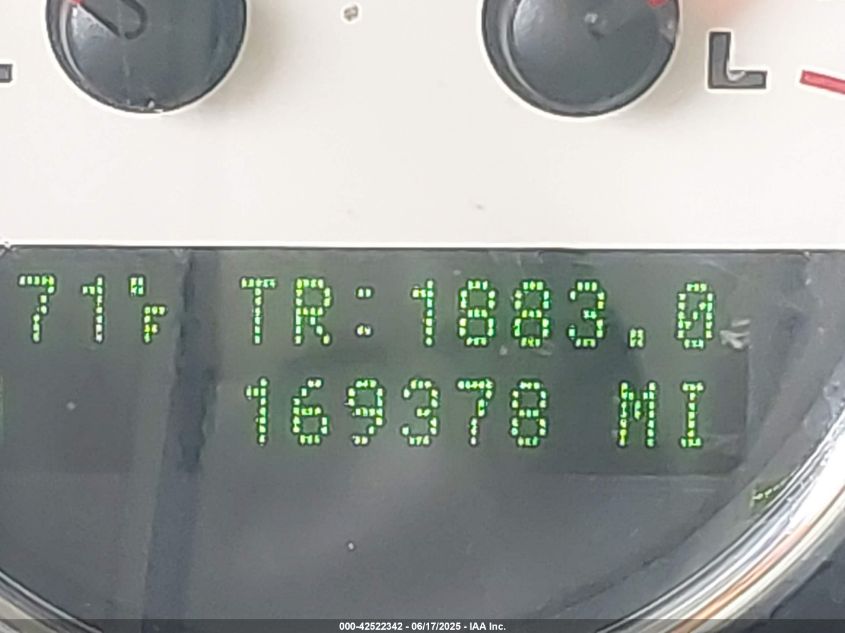 L
71°F TR:1883.0
169378 MI
000-42522342 - 06/17/2025 - IAA Inc.